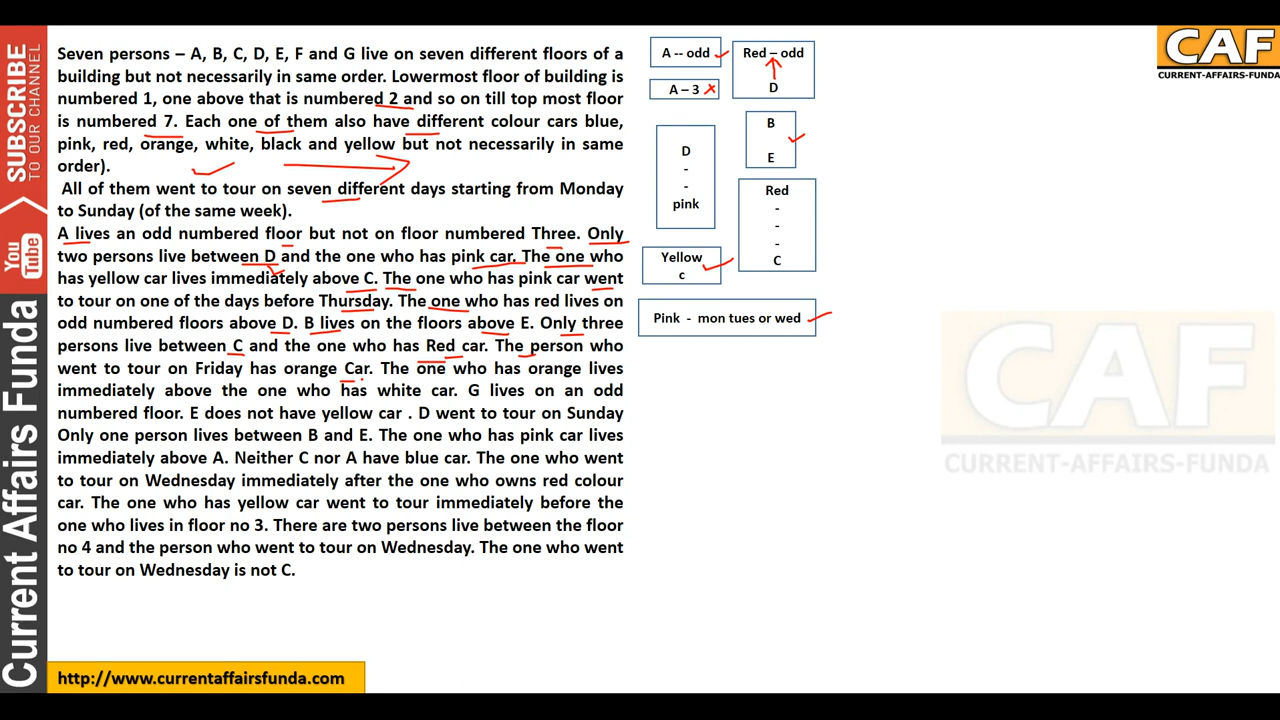 SUBSCRIBE
TO OUR CHANNEL
You Tube
Current Affairs Funda
Seven persons – A, B, C, D, E, F and G live on seven different floors of a
building but not necessarily in same order. Lowermost floor of building is
numbered 1, one above that is numbered 2 and so on till top most floor
is numbered 7. Each one of them also have different colour cars blue,
pink, red, orange, white, black and yellow but not necessarily in same
order).
All of them went to tour on seven different days starting from Monday
to Sunday (of the same week).
A lives an odd numbered floor but not on floor numbered Three. Only
two persons live between D and the one who has pink car. The one who
has yellow car lives immediately above C. The one who has pink car went
to tour on one of the days before Thursday. The one who has red lives on
odd numbered floors above D. B lives on the floors above E. Only three
persons live between C and the one who has Red car. The person who
went to tour on Friday has orange Car. The one who has orange lives
immediately above the one who has white car. G lives on an odd
numbered floor. E does not have yellow car . D went to tour on Sunday
Only one person lives between B and E. The one who has pink car lives
immediately above A. Neither C nor A have blue car. The one who went
to tour on Wednesday immediately after the one who owns red colour
car. The one who has yellow car went to tour immediately before the
one who lives in floor no 3. There are two persons live between the floor
no 4 and the person who went to tour on Wednesday. The one who went
to tour on Wednesday is not C.
http://www.currentaffairsfunda.com
A -- odd
A – 3
D
-
-
pink
Yellow
c
Pink - mon tues or wed
Red – odd
D
B
E
Red
-
-
-
C
CAF
CURRENT-AFFAIRS-FUNDA
CAF
CURRENT-AFFAIRS-FUNDA